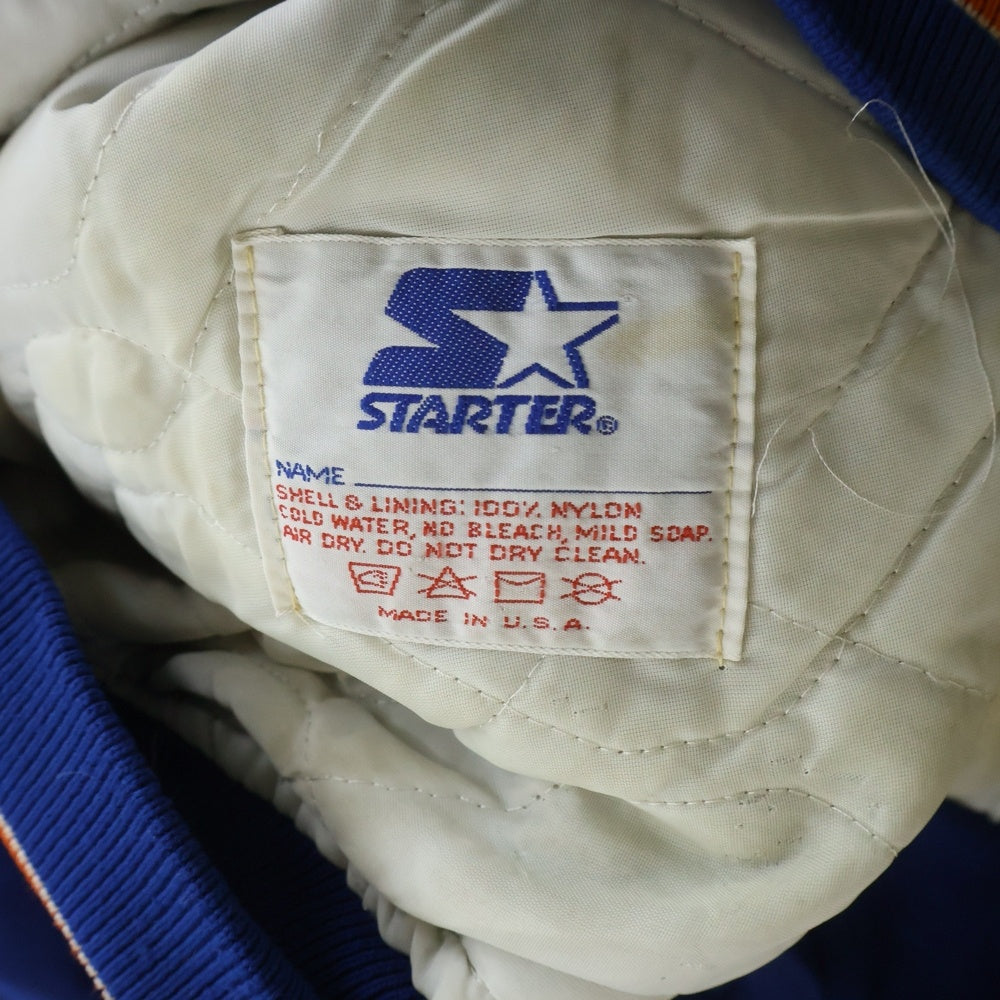 STARTER®
NAME
SHELL & LINING: 100% NYLON
COLD WATER, NO BLEACH, MILD SOAP.
AIR DRY. DO NOT DRY CLEAN.
MADE IN U.S.A.